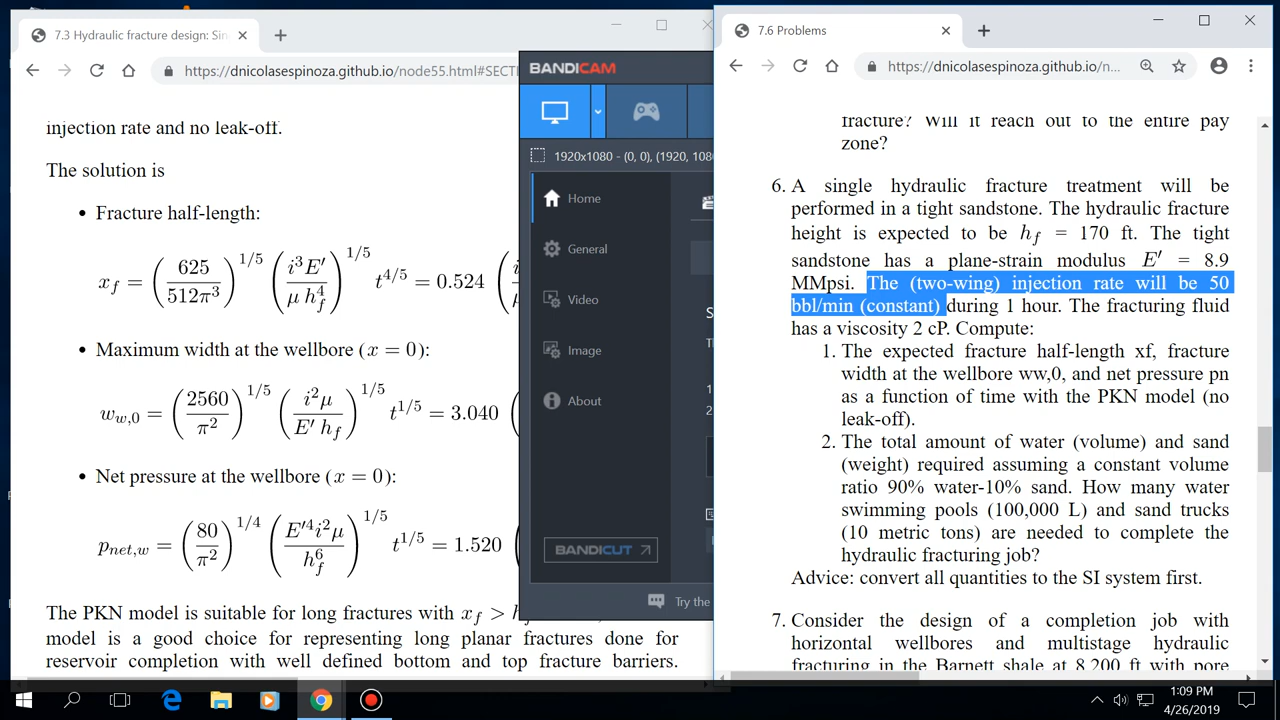 7.3 Hydraulic fracture design: Sin
https://dnicolasespinoza.github.io/node55.html#SECTI
injection rate and no leak-off.
The solution is
• Fracture half-length:
x_f = (625 / 512π³)^1/5 (i³E′ / μ h_f⁴)^1/5 t^4/5 = 0.524
• Maximum width at the wellbore (x = 0):
w_w,0 = (2560 / π²)^1/5 (i²μ / E′ h_f)^1/5 t^1/5 = 3.040
• Net pressure at the wellbore (x = 0):
p_net,w = (80 / π²)^1/4 (E′⁴i²μ / h_f⁶)^1/5 t^1/5 = 1.520
The PKN model is suitable for long fractures with x_f > h
model is a good choice for representing long planar fractures done for
reservoir completion with well defined bottom and top fracture barriers.
BANDICAM
1920x1080 - (0, 0), (1920, 108
Home
General
Video
Image
About
BANDICUT
Try the
7.6 Problems
https://dnicolasespinoza.github.io/n...
fracture? Will it reach out to the entire pay
zone?
6. A single hydraulic fracture treatment will be
performed in a tight sandstone. The hydraulic fracture
height is expected to be h_f = 170 ft. The tight
sandstone has a plane-strain modulus E′ = 8.9
MMpsi. The (two-wing) injection rate will be 50
bbl/min (constant) during 1 hour. The fracturing fluid
has a viscosity 2 cP. Compute:
1. The expected fracture half-length xf, fracture
width at the wellbore ww,0, and net pressure pn
as a function of time with the PKN model (no
leak-off).
2. The total amount of water (volume) and sand
(weight) required assuming a constant volume
ratio 90% water-10% sand. How many water
swimming pools (100,000 L) and sand trucks
(10 metric tons) are needed to complete the
hydraulic fracturing job?
Advice: convert all quantities to the SI system first.
7. Consider the design of a completion job with
horizontal wellbores and multistage hydraulic
fracturing in the Barnett shale at 8,200 ft with pore
1:09 PM
4/26/2019